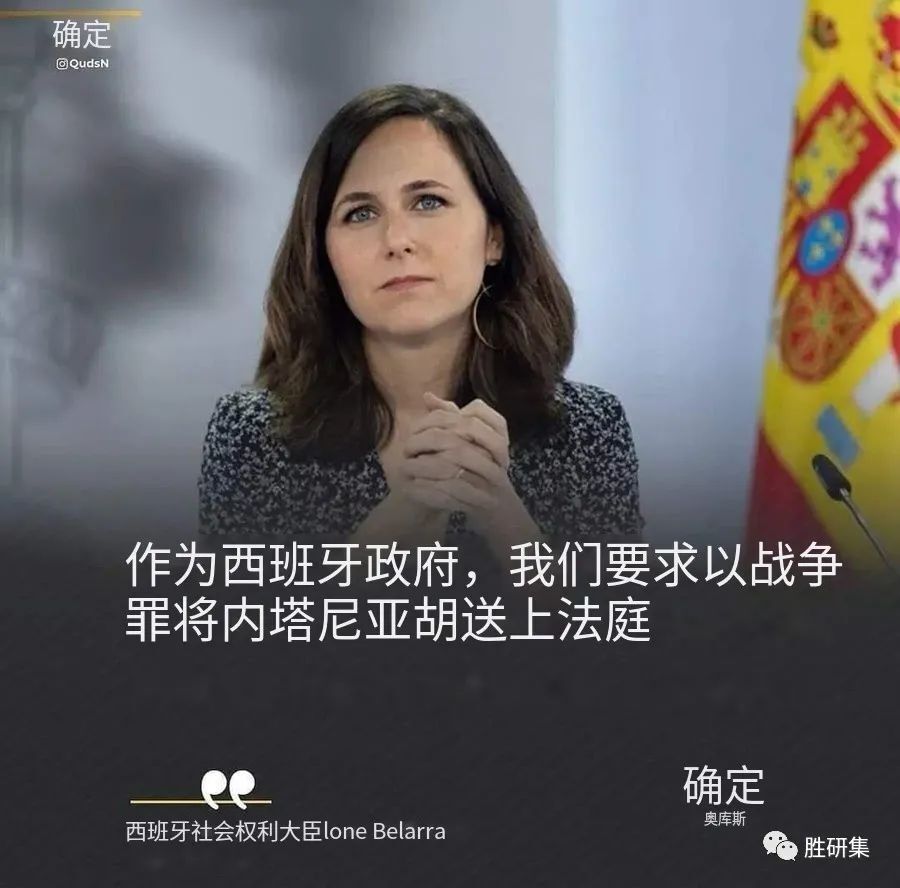 确定
QudsN
作为西班牙政府，我们要求以战争
罪将内塔尼亚胡送上法庭
西班牙社会权利大臣lone Belarra
确定
奥库斯
胜研集